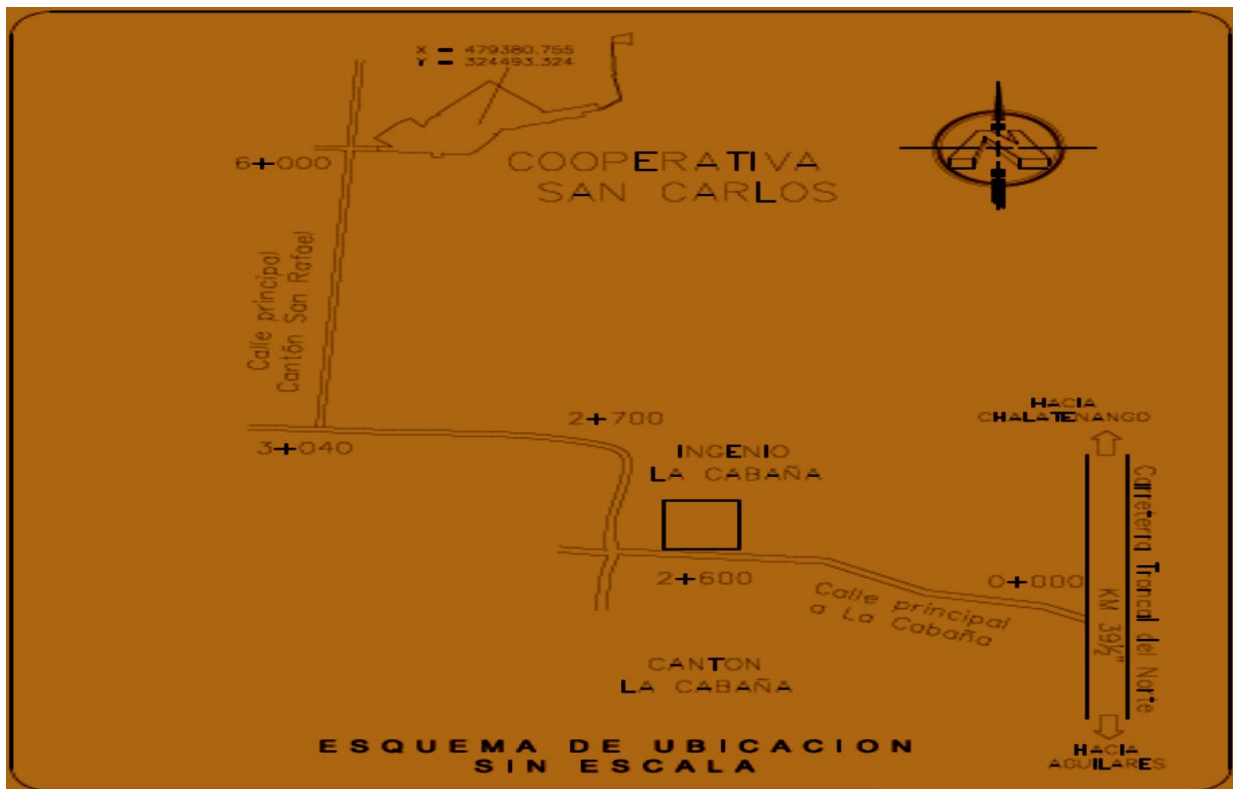 X = 479380.755
Y = 324493.324
6+000
COOPERATIVA
SAN CARLOS
N
Calle principal
Cantón San Rafael
3+040
2+700
INGENIO
LA CABAÑA
HACIA
CHALATENANGO
2+600
0+000
Calle principal
a La Cabaña
KM 39½"
Carreterra Troncal del Norte
CANTON
LA CABAÑA
HACIA
AGUILARES
ESQUEMA DE UBICACION
SIN ESCALA